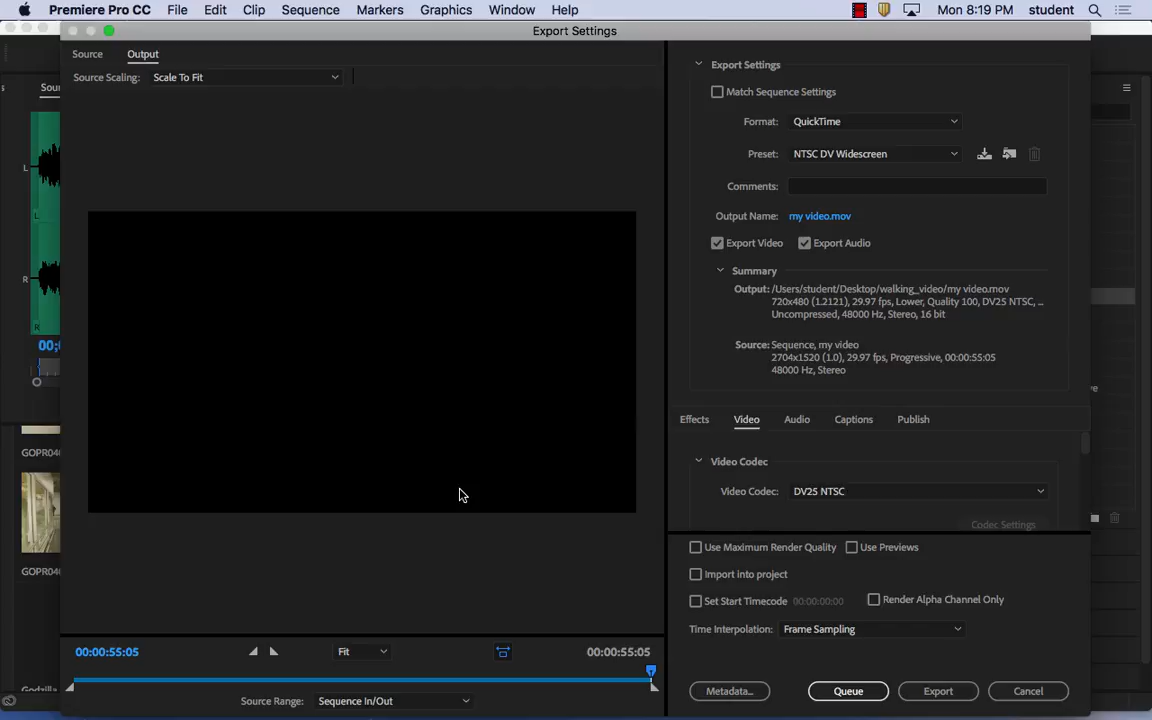 Premiere Pro CC File Edit Clip Sequence Markers Graphics Window Help Mon 8:19 PM student
Export Settings
Source Output
Source Scaling: Scale To Fit
Export Settings
Match Sequence Settings
Format: QuickTime
Preset: NTSC DV Widescreen
Comments:
Output Name: my video.mov
Export Video Export Audio
Summary
Output: /Users/student/Desktop/walking_video/my video.mov
720x480 (1.2121), 29.97 fps, Lower, Quality 100, DV25 NTSC, ...
Uncompressed, 48000 Hz, Stereo, 16 bit
Source: Sequence, my video
2704x1520 (1.0), 29.97 fps, Progressive, 00:00:55:05
48000 Hz, Stereo
Effects Video Audio Captions Publish
Video Codec
Video Codec: DV25 NTSC
Codec Settings
Use Maximum Render Quality Use Previews
Import into project
Set Start Timecode 00:00:00:00 Render Alpha Channel Only
Time Interpolation: Frame Sampling
Metadata... Queue Export Cancel
00:00:55:05 Fit 00:00:55:05
Source Range: Sequence In/Out
Sou
L
L
R
R
00;
GOPR04
GOPR04
Godzilla